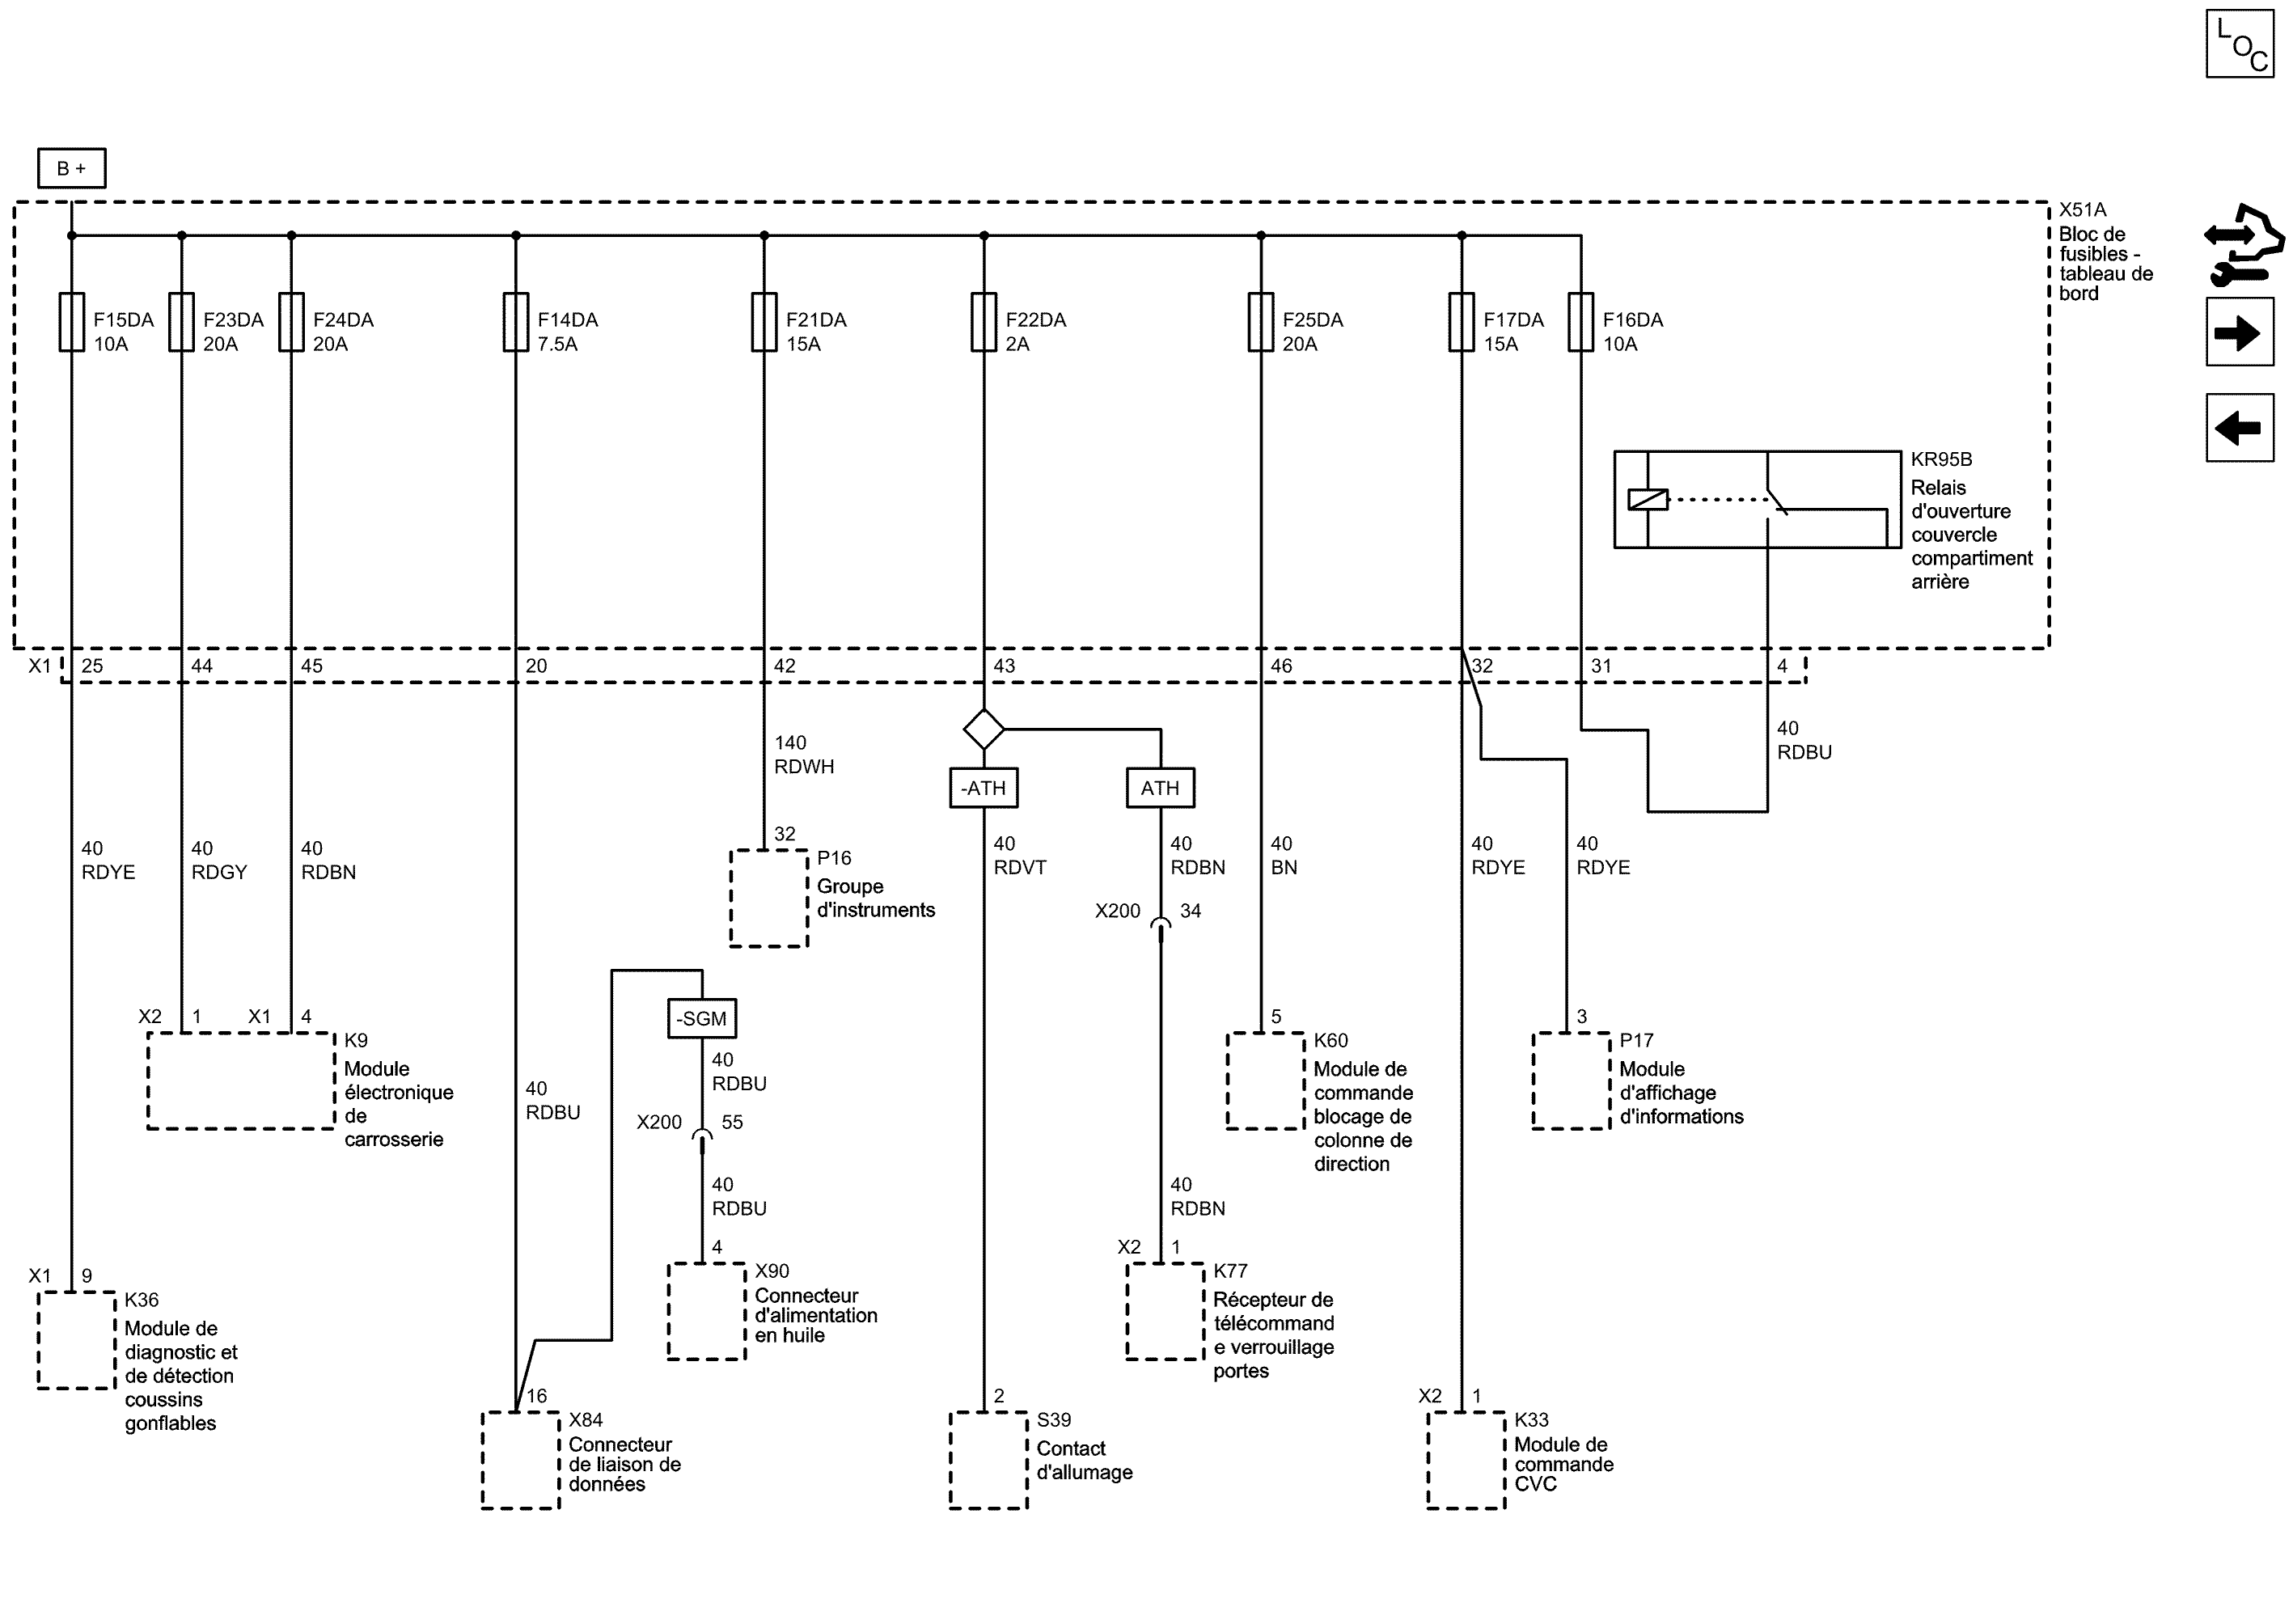 L
O
C
B +
X51A
Bloc de
fusibles -
tableau de
bord
F15DA
10A
F23DA
20A
F24DA
20A
F14DA
7.5A
F21DA
15A
F22DA
2A
F25DA
20A
F17DA
15A
F16DA
10A
KR95B
Relais
d'ouverture
couvercle
compartiment
arrière
X1 25 44 45 20 42 43 46 32 31 4
40
RDBU
140
RDWH
-ATH
ATH
32
P16
Groupe
d'instruments
40
RDYE
40
RDGY
40
RDBN
40
RDVT
40
RDBN
40
BN
40
RDYE
40
RDYE
X200 34
-SGM
40
RDBU
X200 55
40
RDBU
4
X90
Connecteur
d'alimentation
en huile
X2 1 X1 4
K9
Module
électronique
de
carrosserie
40
RDBU
5
K60
Module de
commande
blocage de
colonne de
direction
3
P17
Module
d'affichage
d'informations
40
RDBN
X2 1
K77
Récepteur de
télécommand
e verrouillage
portes
X1 9
K36
Module de
diagnostic et
de détection
coussins
gonflables
16
X84
Connecteur
de liaison de
données
2
S39
Contact
d'allumage
X2 1
K33
Module de
commande
CVC